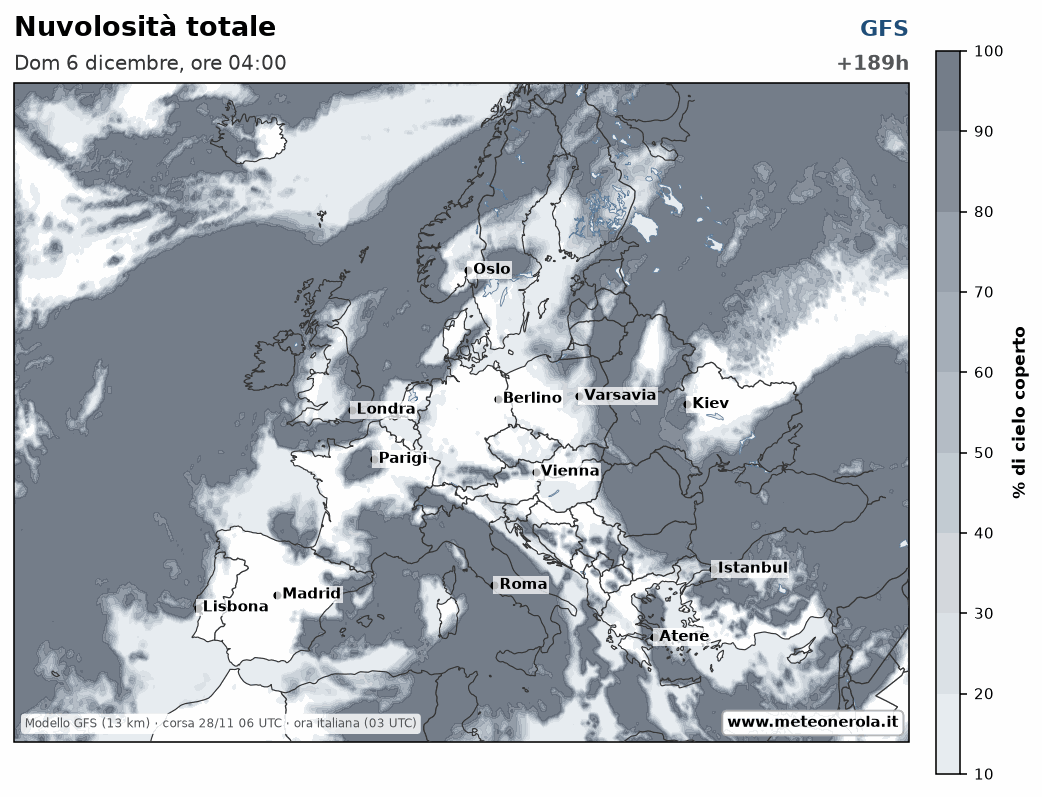 Nuvolosità totale
GFS
Dom 6 dicembre, ore 04:00
+189h
100
90
80
70
60
50
40
30
20
10
% di cielo coperto
Oslo
Londra
Berlino
Varsavia
Kiev
Parigi
Vienna
Istanbul
Roma
Madrid
Lisbona
Atene
Modello GFS (13 km) · corsa 28/11 06 UTC · ora italiana (03 UTC)
www.meteonerola.it